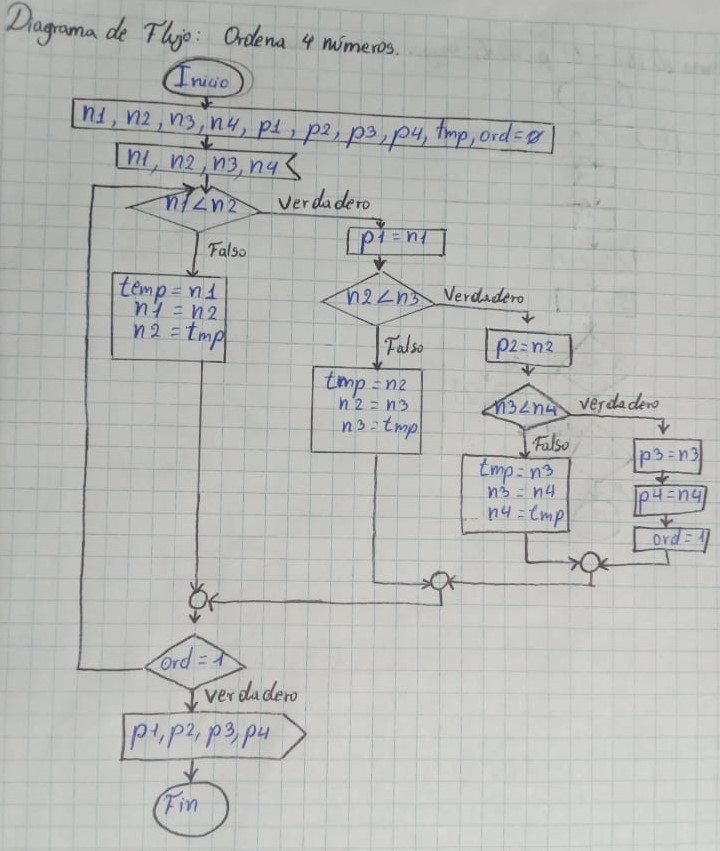 Diagrama de Flujo: Ordena 4 números.
Inicio
n1, n2, n3, n4, p1, p2, p3, p4, tmp, ord=0
n1, n2, n3, n4
n1<n2
Verdadero
Falso
p1=n1
temp=n1
n1=n2
n2=tmp
n2<n3
Verdadero
Falso
p2=n2
tmp=n2
n2=n3
n3=tmp
n3<n4
verdadero
Falso
p3=n3
p4=n4
ord=1
tmp=n3
n3=n4
n4=tmp
ord=1
Verdadero
p1, p2, p3, p4
Fin